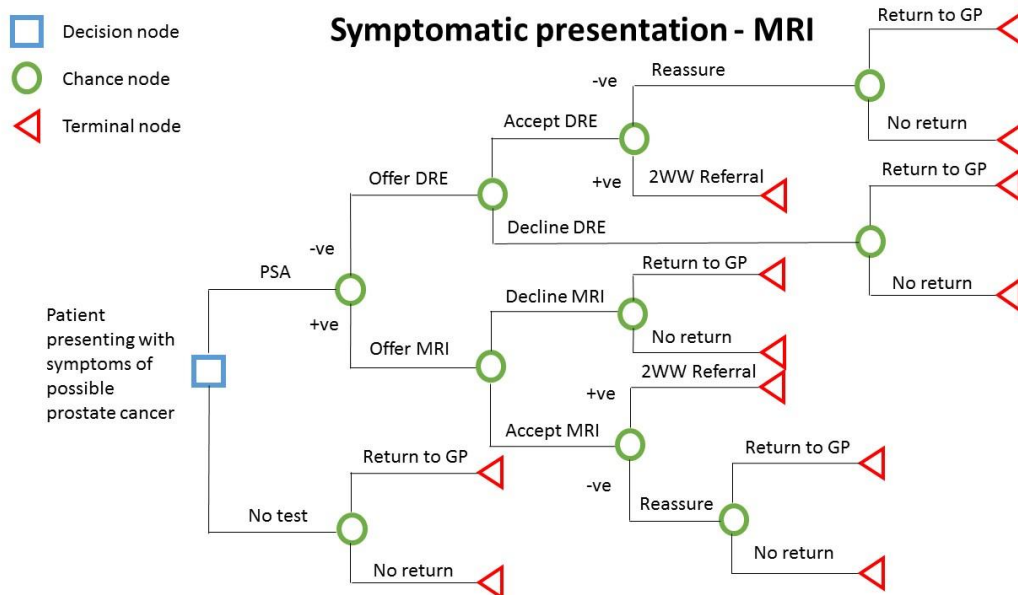 Symptomatic presentation - MRI
Decision node
Chance node
Terminal node
Return to GP
-ve
Reassure
Accept DRE
No return
+ve
2WW Referral
Return to GP
Offer DRE
Decline DRE
-ve
PSA
Return to GP
No return
Decline MRI
+ve
Patient
presenting with
symptoms of
possible
prostate cancer
Offer MRI
No return
2WW Referral
+ve
Accept MRI
Return to GP
Return to GP
-ve
Reassure
No test
No return
No return